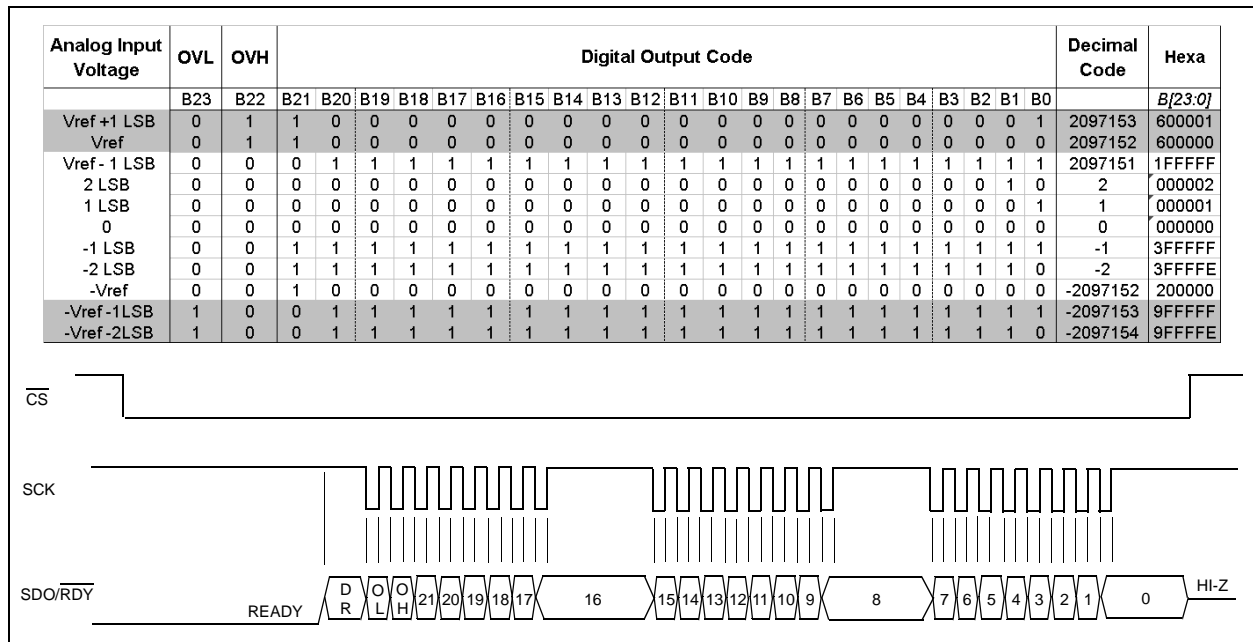 Analog Input Voltage OVL OVH Digital Output Code Decimal Code Hexa
B23 B22 B21 B20 B19 B18 B17 B16 B15 B14 B13 B12 B11 B10 B9 B8 B7 B6 B5 B4 B3 B2 B1 B0 B[23:0]
Vref +1 LSB 0 1 1 0 0 0 0 0 0 0 0 0 0 0 0 0 0 0 0 0 0 0 0 1 2097153 600001
Vref 0 1 1 0 0 0 0 0 0 0 0 0 0 0 0 0 0 0 0 0 0 0 0 0 2097152 600000
Vref - 1 LSB 0 0 0 1 1 1 1 1 1 1 1 1 1 1 1 1 1 1 1 1 1 1 1 1 2097151 1FFFFF
2 LSB 0 0 0 0 0 0 0 0 0 0 0 0 0 0 0 0 0 0 0 0 0 0 1 0 2 000002
1 LSB 0 0 0 0 0 0 0 0 0 0 0 0 0 0 0 0 0 0 0 0 0 0 0 1 1 000001
0 0 0 0 0 0 0 0 0 0 0 0 0 0 0 0 0 0 0 0 0 0 0 0 0 0 000000
-1 LSB 0 0 1 1 1 1 1 1 1 1 1 1 1 1 1 1 1 1 1 1 1 1 1 1 -1 3FFFFF
-2 LSB 0 0 1 1 1 1 1 1 1 1 1 1 1 1 1 1 1 1 1 1 1 1 1 0 -2 3FFFFE
-Vref 0 0 1 0 0 0 0 0 0 0 0 0 0 0 0 0 0 0 0 0 0 0 0 0 -2097152 200000
-Vref -1LSB 1 0 0 1 1 1 1 1 1 1 1 1 1 1 1 1 1 1 1 1 1 1 1 1 -2097153 9FFFFF
-Vref -2LSB 1 0 0 1 1 1 1 1 1 1 1 1 1 1 1 1 1 1 1 1 1 1 1 0 -2097154 9FFFFE
CS
SCK
SDO/RDY READY DR OL OH 21 20 19 18 17 16 15 14 13 12 11 10 9 8 7 6 5 4 3 2 1 0 HI-Z